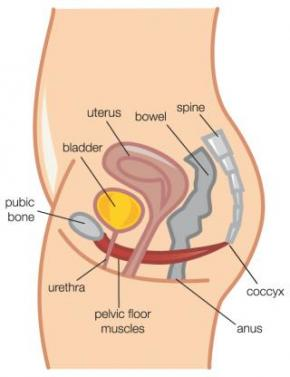 spine
uterus
bowel
bladder
pubic
bone
urethra
coccyx
pelvic floor
muscles
anus